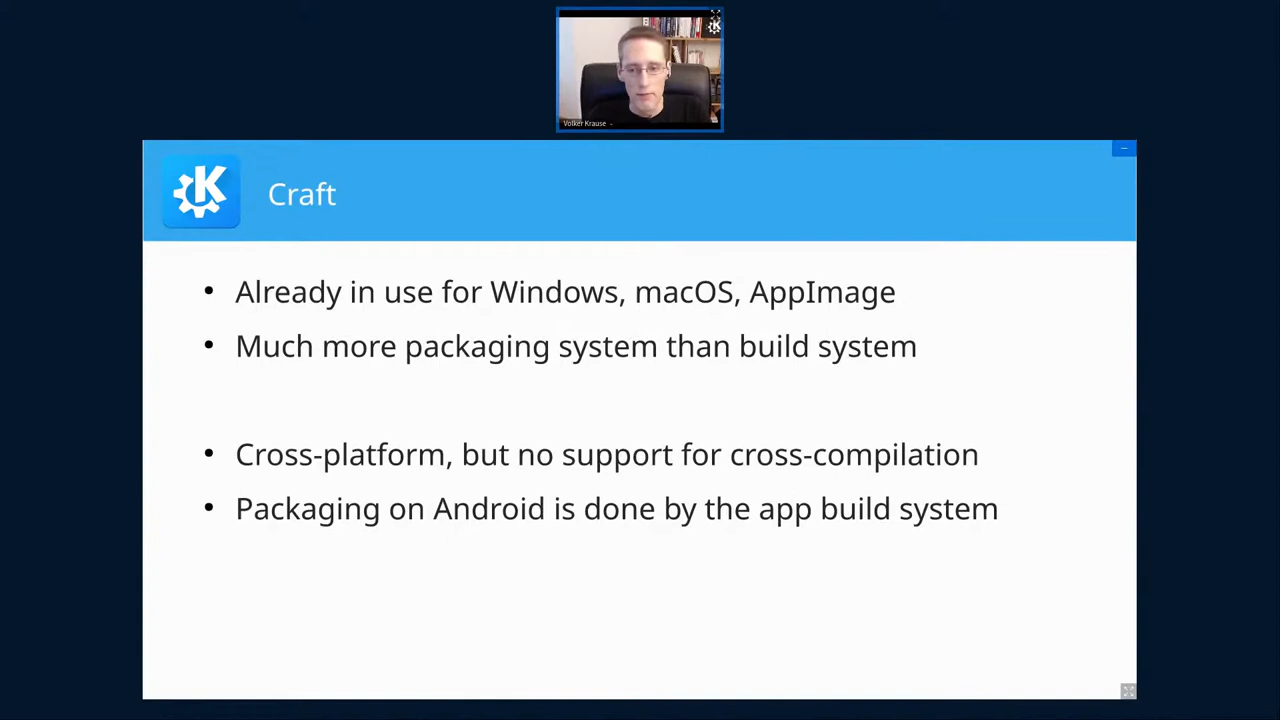 Volker Krause
Craft
Already in use for Windows, macOS, AppImage
Much more packaging system than build system
Cross-platform, but no support for cross-compilation
Packaging on Android is done by the app build system